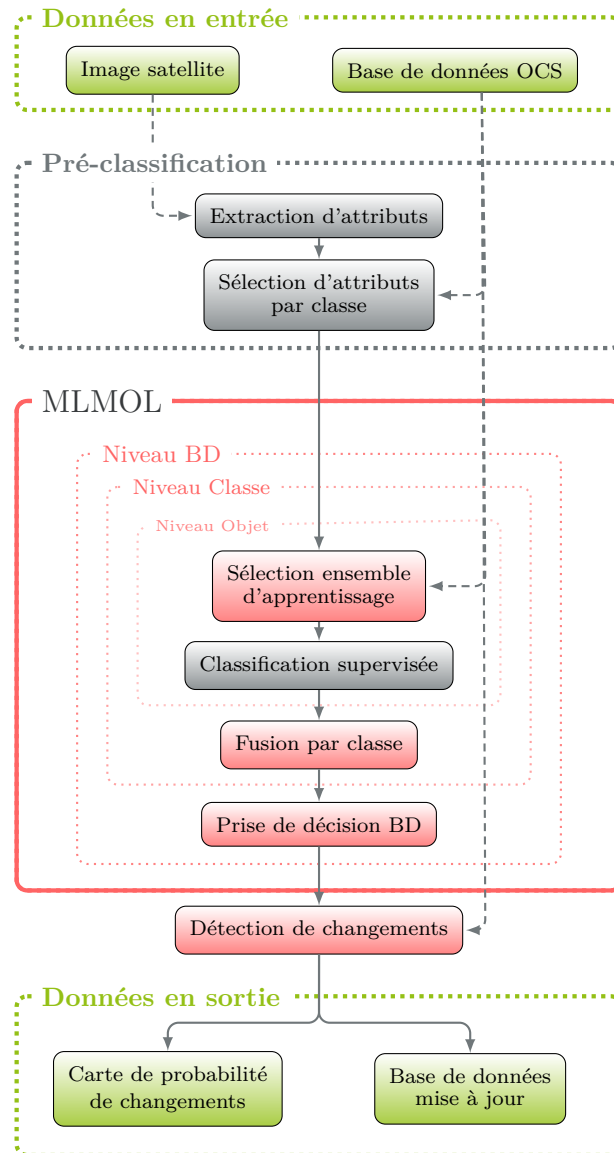 Données en entrée
Image satellite
Base de données OCS
Pré-classification
Extraction d'attributs
Sélection d'attributs
par classe
MLMOL
Niveau BD
Niveau Classe
Niveau Objet
Sélection ensemble
d'apprentissage
Classification supervisée
Fusion par classe
Prise de décision BD
Détection de changements
Données en sortie
Carte de probabilité
de changements
Base de données
mise à jour